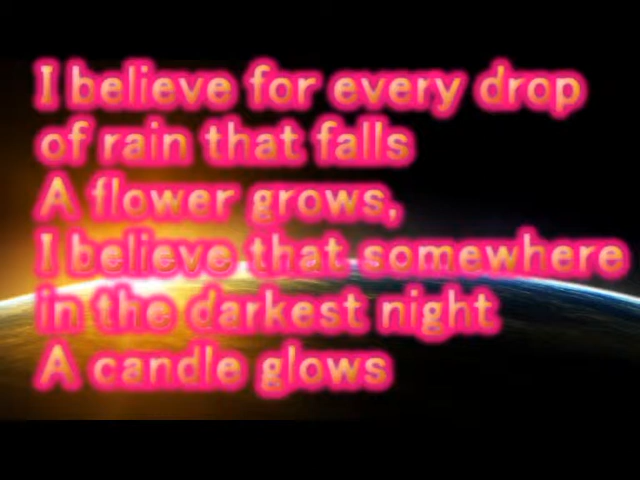 I believe for every drop
of rain that falls
A flower grows,
I believe that somewhere
in the darkest night
A candle glows